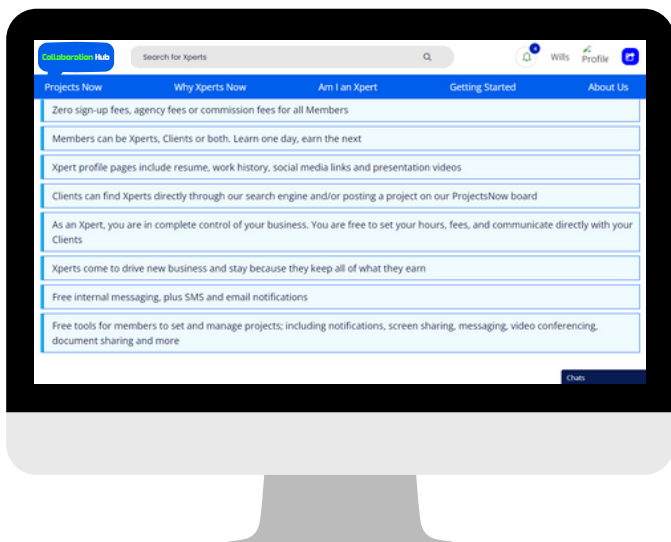 Collaboration Hub
Search for Xperts
4
Wills
Profile
Projects Now
Why Xperts Now
Am I an Xpert
Getting Started
About Us
Zero sign-up fees, agency fees or commission fees for all Members
Members can be Xperts, Clients or both. Learn one day, earn the next
Xpert profile pages include resume, work history, social media links and presentation videos
Clients can find Xperts directly through our search engine and/or posting a project on our ProjectsNow board
As an Xpert, you are in complete control of your business. You are free to set your hours, fees, and communicate directly with your
Clients
Xperts come to drive new business and stay because they keep all of what they earn
Free internal messaging, plus SMS and email notifications
Free tools for members to set and manage projects; including notifications, screen sharing, messaging, video conferencing,
document sharing and more
Chats